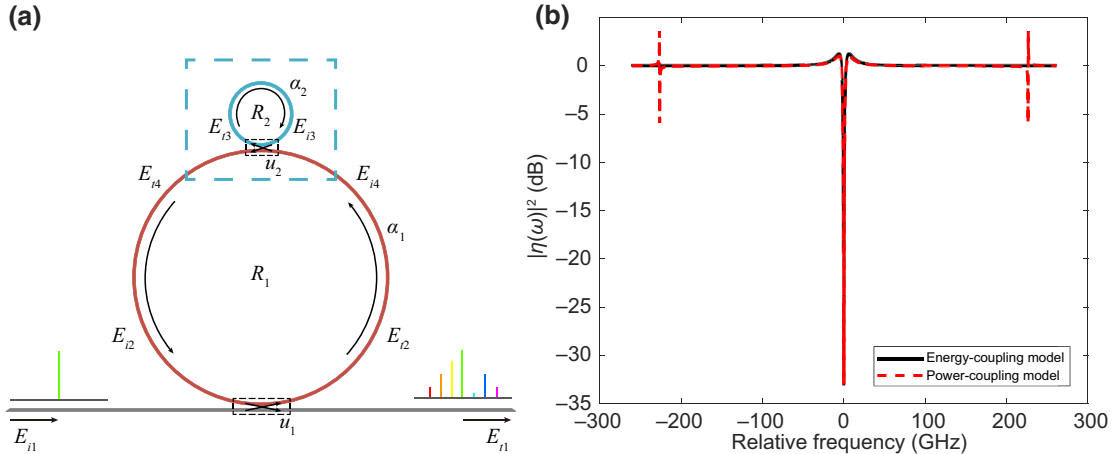 (a)
α2
R2
Et3
Ei3
u2
Et4
Ei4
α1
R1
Ei2
Et2
u1
Ei1
Et1
(b)
|η(ω)|² (dB)
0
−5
−10
−15
−20
−25
−30
−35
Energy-coupling model
Power-coupling model
−300
−200
−100
0
100
200
300
Relative frequency (GHz)